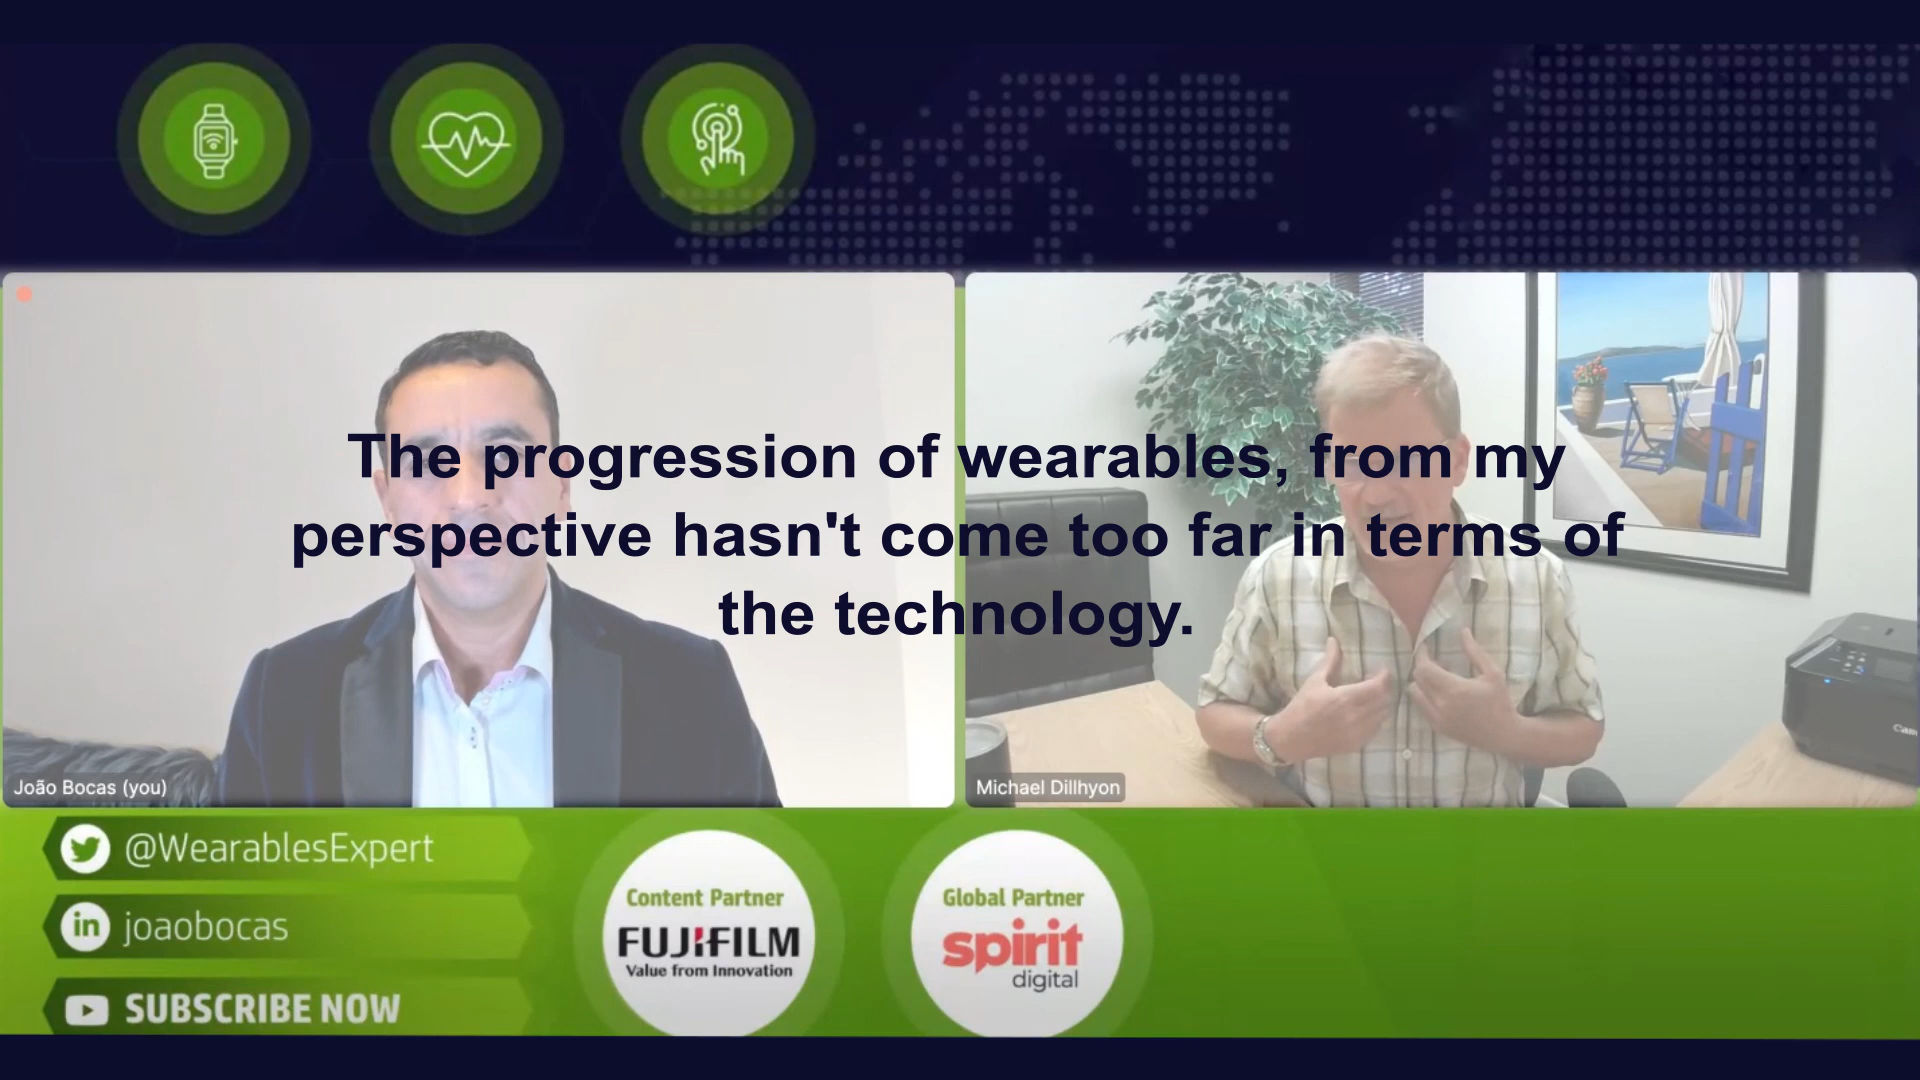 The progression of wearables, from my
perspective hasn't come too far in terms of
the technology.
João Bocas (you)
Michael Dillhyon
@WearablesExpert
in joaobocas
SUBSCRIBE NOW
Content Partner
FUJIFILM
Value from Innovation
Global Partner
spirit
digital